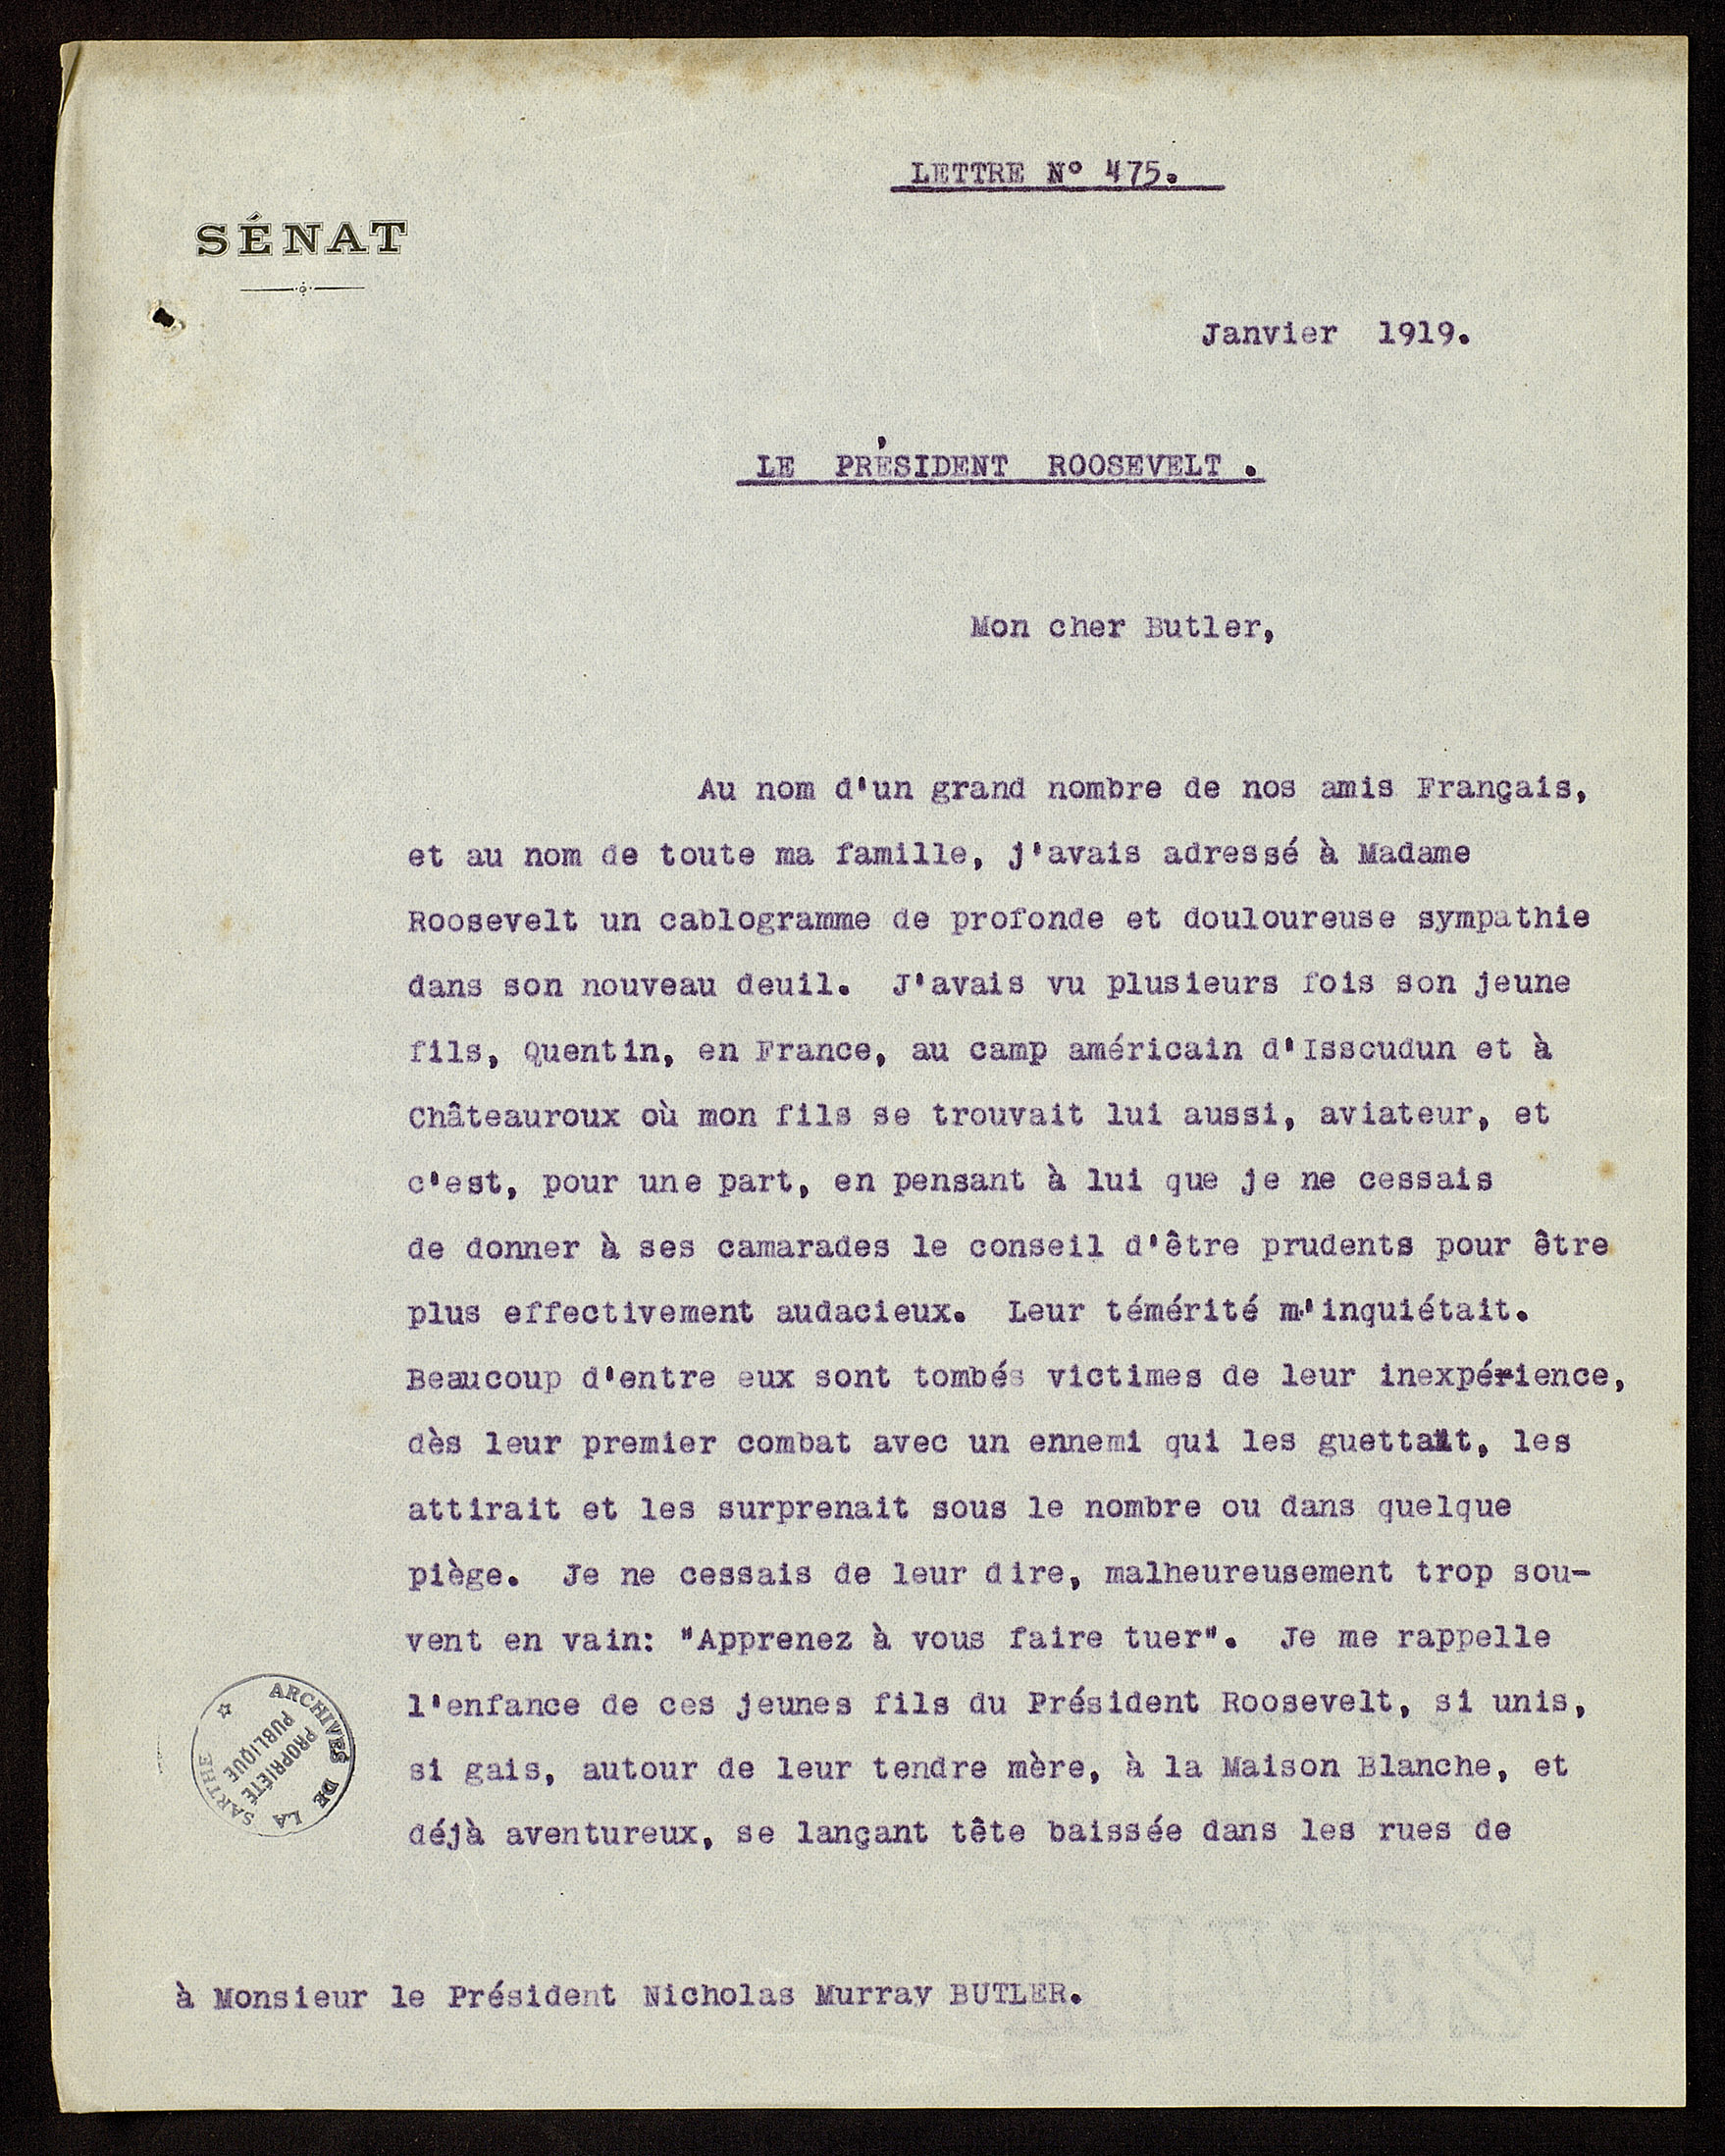 LETTRE N° 475.
SÉNAT
Janvier 1919.
LE PRÉSIDENT ROOSEVELT .
Mon cher Butler,
Au nom d'un grand nombre de nos amis Français,
et au nom de toute ma famille, j'avais adressé à Madame
Roosevelt un cablogramme de profonde et douloureuse sympathie
dans son nouveau deuil. J'avais vu plusieurs fois son jeune
fils, Quentin, en France, au camp américain d'Issoudun et à
Châteauroux où mon fils se trouvait lui aussi, aviateur, et
c'est, pour une part, en pensant à lui que je ne cessais
de donner à ses camarades le conseil d'être prudents pour être
plus effectivement audacieux. Leur témérité m'inquiétait.
Beaucoup d'entre eux sont tombés victimes de leur inexpérience,
dès leur premier combat avec un ennemi qui les guettait, les
attirait et les surprenait sous le nombre ou dans quelque
piège. Je ne cessais de leur dire, malheureusement trop sou-
vent en vain: "Apprenez à vous faire tuer". Je me rappelle
l'enfance de ces jeunes fils du Président Roosevelt, si unis,
si gais, autour de leur tendre mère, à la Maison Blanche, et
déjà aventureux, se lançant tête baissée dans les rues de
ARCHIVES DE LA SARTHE
PROPRIÉTÉ
PUBLIQUE
à Monsieur le Président Nicholas Murray BUTLER.